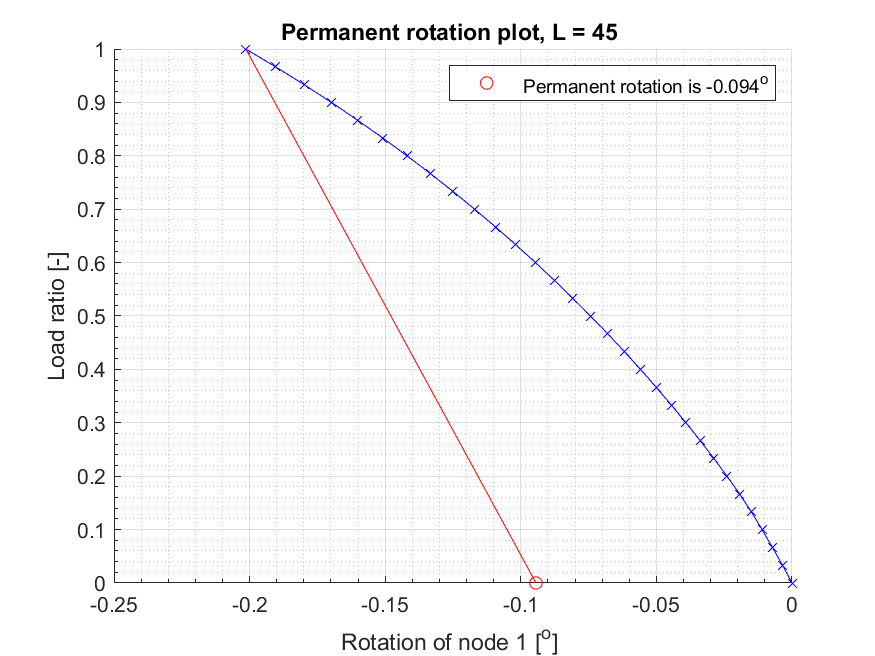 Permanent rotation plot, L = 45
Permanent rotation is -0.094°
1
0.9
0.8
0.7
0.6
0.5
0.4
0.3
0.2
0.1
0
Load ratio [-]
-0.25 -0.2 -0.15 -0.1 -0.05 0
Rotation of node 1 [°]